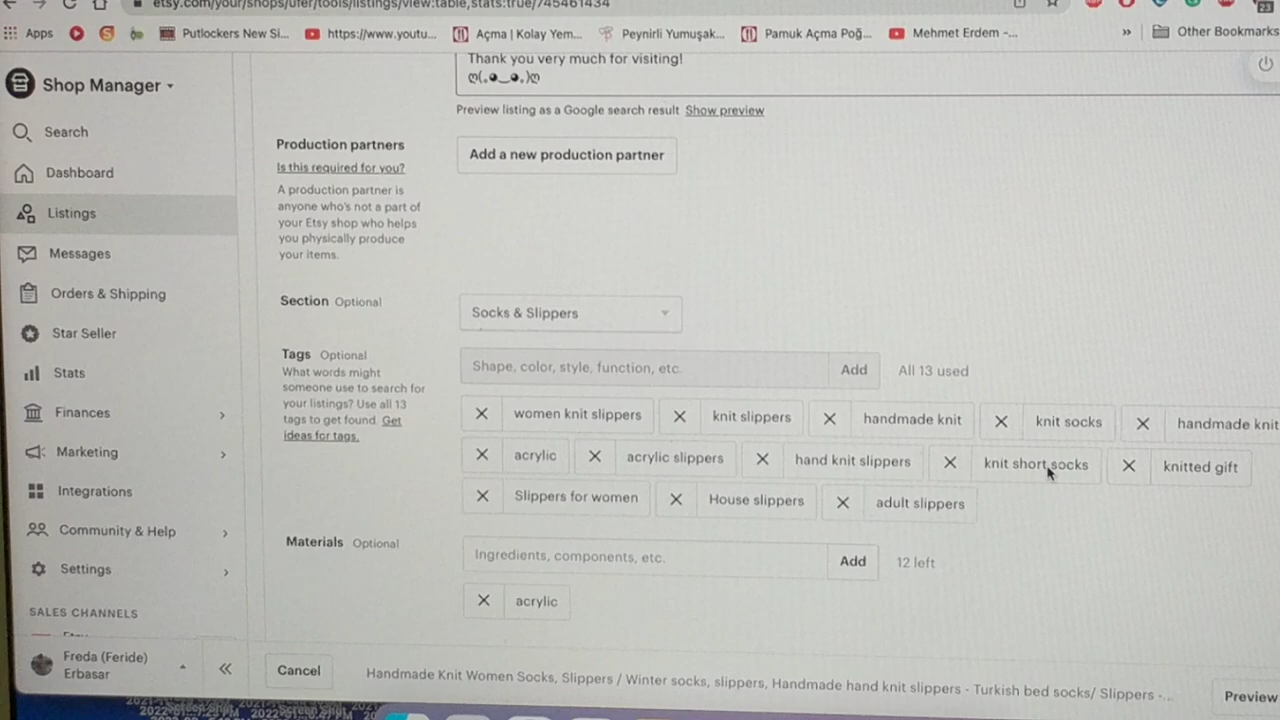 etsy.com/your/shops/ufer/tools/listings/view:table,stats:true/745461434
Apps Putlockers New Si... https://www.youtu... Açma | Kolay Yem... Peynirli Yumuşak... Pamuk Açma Poğ... Mehmet Erdem -... » Other Bookmarks
23
Shop Manager
Search
Dashboard
Listings
Messages
Orders & Shipping
Star Seller
Stats
Finances
Marketing
Integrations
Community & Help
Settings
SALES CHANNELS
Freda (Feride)
Erbasar
Thank you very much for visiting!
Preview listing as a Google search result Show preview
Production partners
Is this required for you?
A production partner is
anyone who's not a part of
your Etsy shop who helps
you physically produce
your items.
Add a new production partner
Section Optional
Socks & Slippers
Tags Optional
What words might
someone use to search for
your listings? Use all 13
tags to get found. Get
ideas for tags.
Shape, color, style, function, etc. Add All 13 used
women knit slippers knit slippers handmade knit knit socks handmade knit
acrylic acrylic slippers hand knit slippers knit short socks knitted gift
Slippers for women House slippers adult slippers
Materials Optional
Ingredients, components, etc. Add 12 left
acrylic
Cancel Handmade Knit Women Socks, Slippers / Winter socks, slippers, Handmade hand knit slippers - Turkish bed socks/ Slippers -... Preview